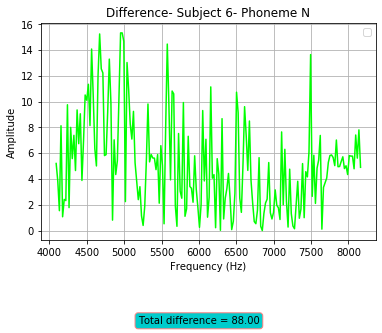 Difference- Subject 6- Phoneme N
16
14
12
10
8
6
4
2
0
Amplitude
4000 4500 5000 5500 6000 6500 7000 7500 8000
Frequency (Hz)
Total difference = 88.00